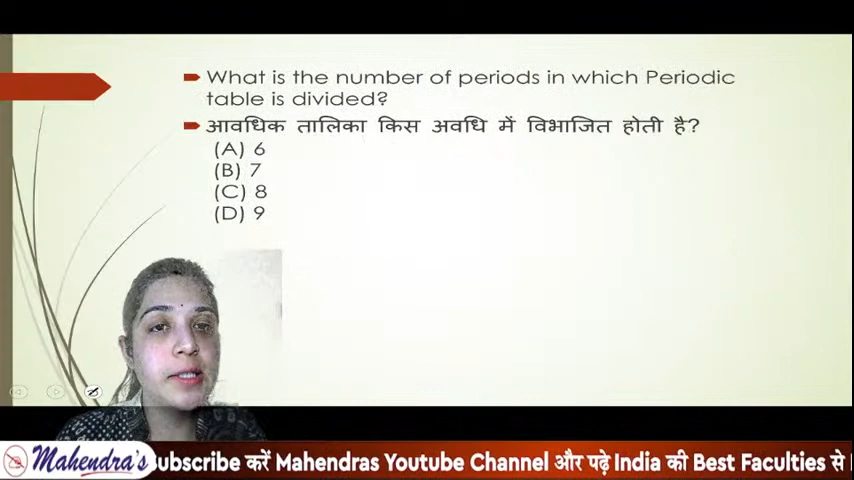 What is the number of periods in which Periodic
table is divided?
आवधिक तालिका किस अवधि में विभाजित होती है?
(A) 6
(B) 7
(C) 8
(D) 9
Mahendra's Subscribe करें Mahendras Youtube Channel और पढ़े India की Best Faculties से